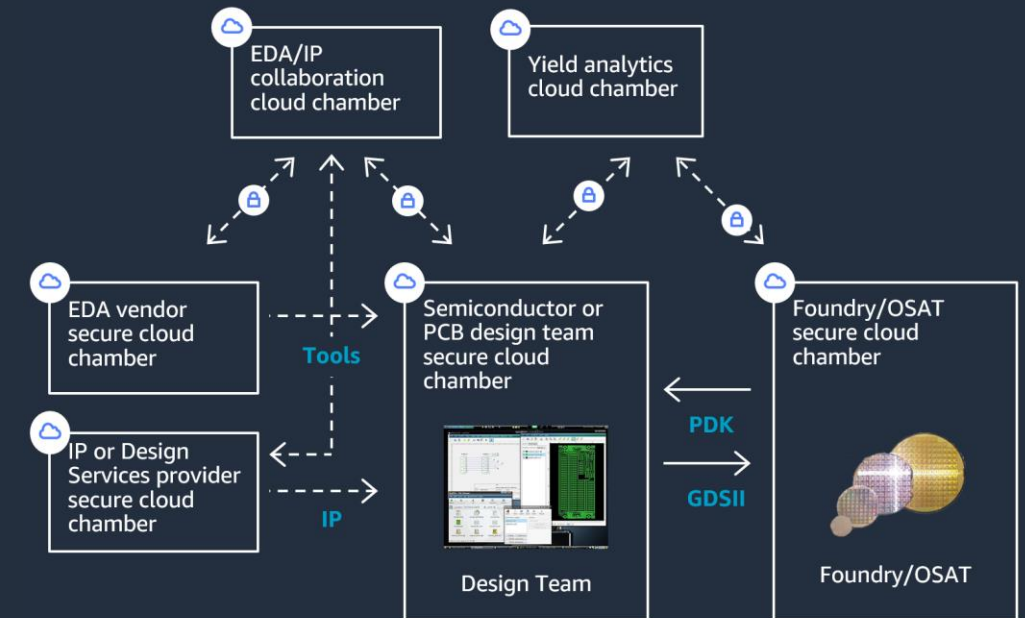 EDA/IP
collaboration
cloud chamber
Yield analytics
cloud chamber
EDA vendor
secure cloud
chamber
Tools
IP or Design
Services provider
secure cloud
chamber
IP
Semiconductor or
PCB design team
secure cloud
chamber
Design Team
PDK
GDSII
Foundry/OSAT
secure cloud
chamber
Foundry/OSAT